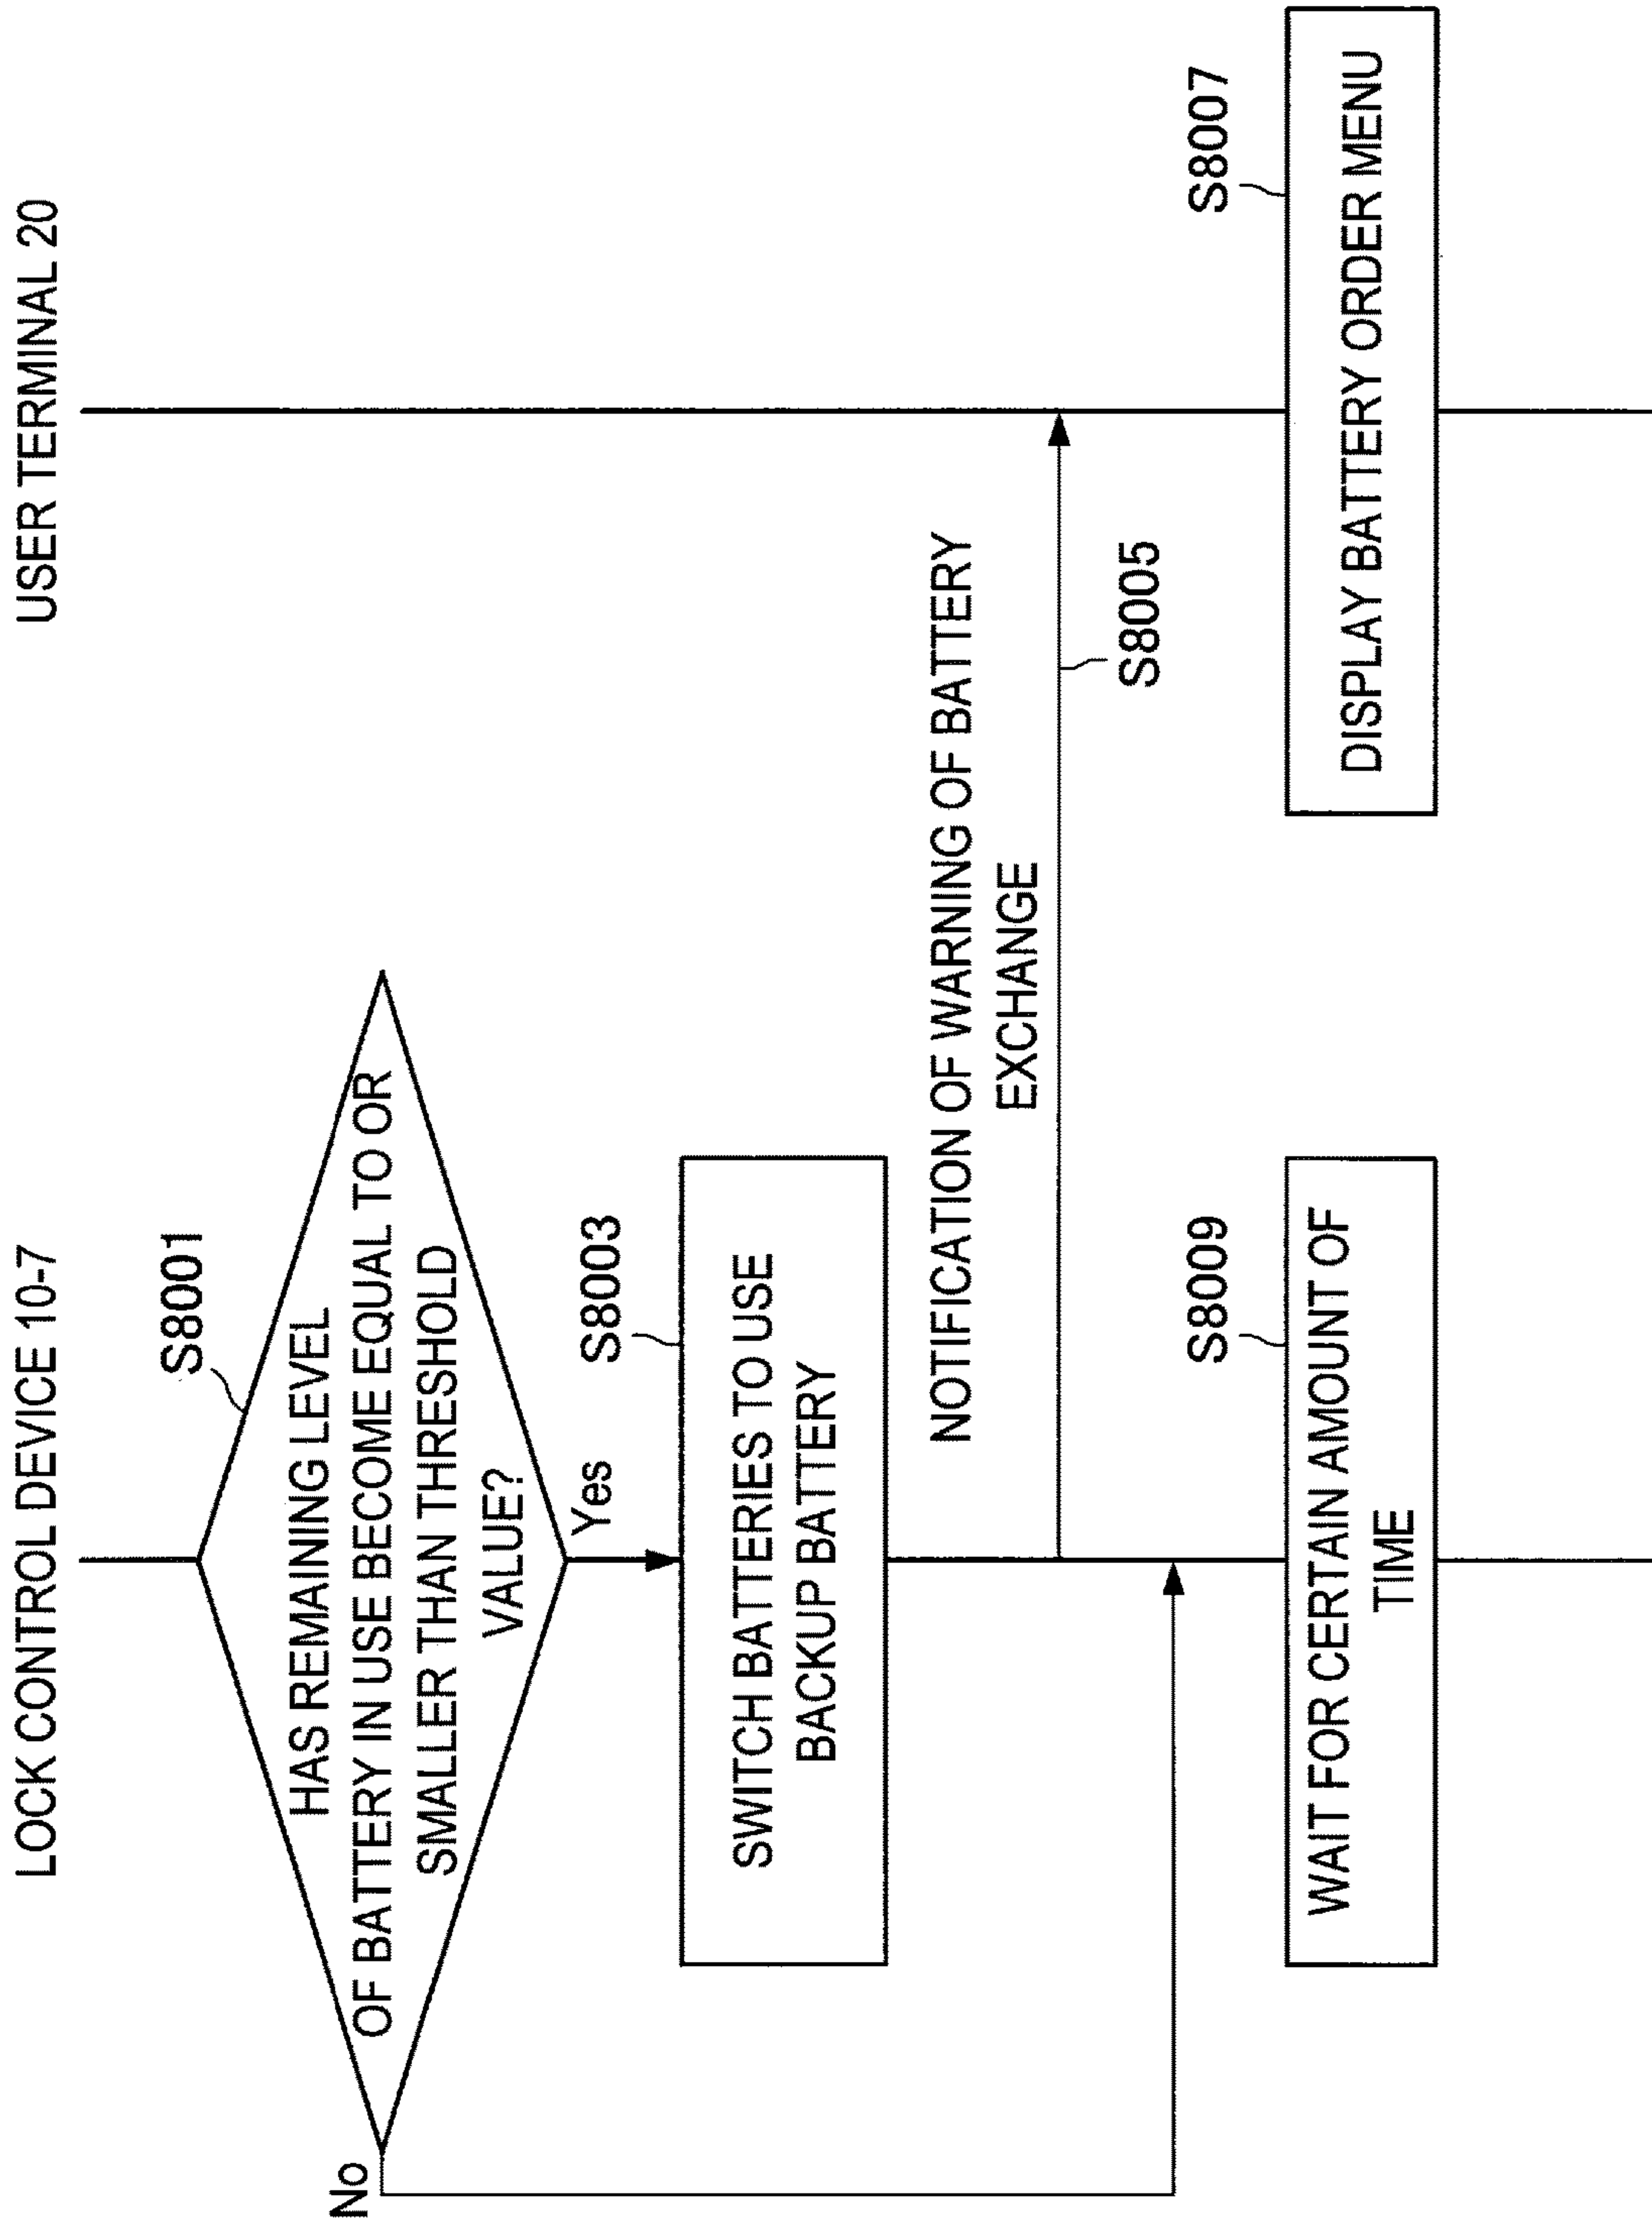 LOCK CONTROL DEVICE 10-7
USER TERMINAL 20
S8001
HAS REMAINING LEVEL
OF BATTERY IN USE BECOME EQUAL TO OR
SMALLER THAN THRESHOLD
VALUE?
No
Yes
S8003
SWITCH BATTERIES TO USE
BACKUP BATTERY
NOTIFICATION OF WARNING OF BATTERY
EXCHANGE
S8005
S8009
WAIT FOR CERTAIN AMOUNT OF
TIME
S8007
DISPLAY BATTERY ORDER MENU